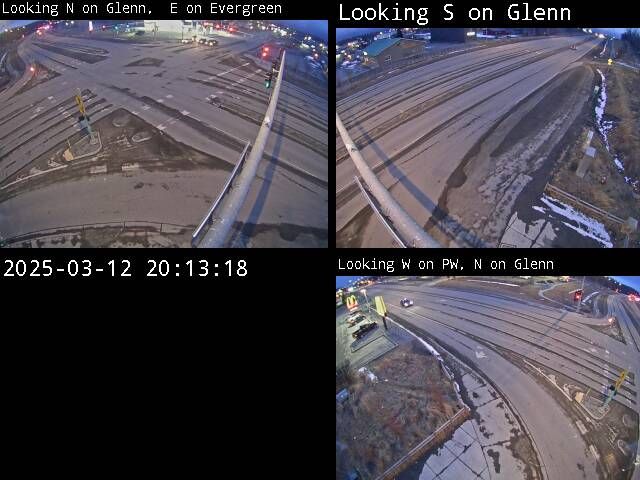 Looking N on Glenn,  E on Evergreen
Looking S on Glenn
2025-03-12 20:13:18
Looking W on PW, N on Glenn